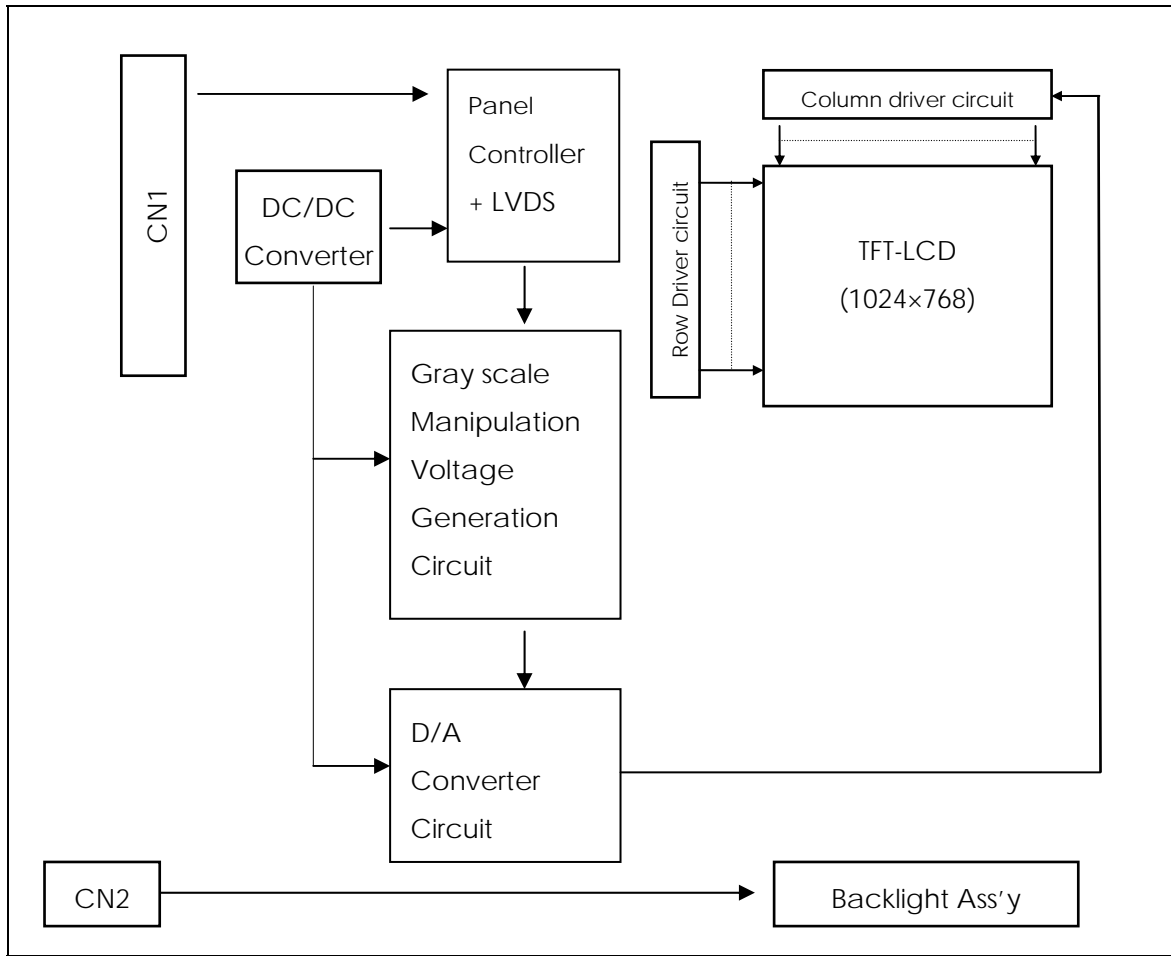 CN1
Panel
Controller
+ LVDS
DC/DC
Converter
Gray scale
Manipulation
Voltage
Generation
Circuit
D/A
Converter
Circuit
Column driver circuit
Row Driver circuit
TFT-LCD
(1024×768)
CN2
Backlight Ass'y